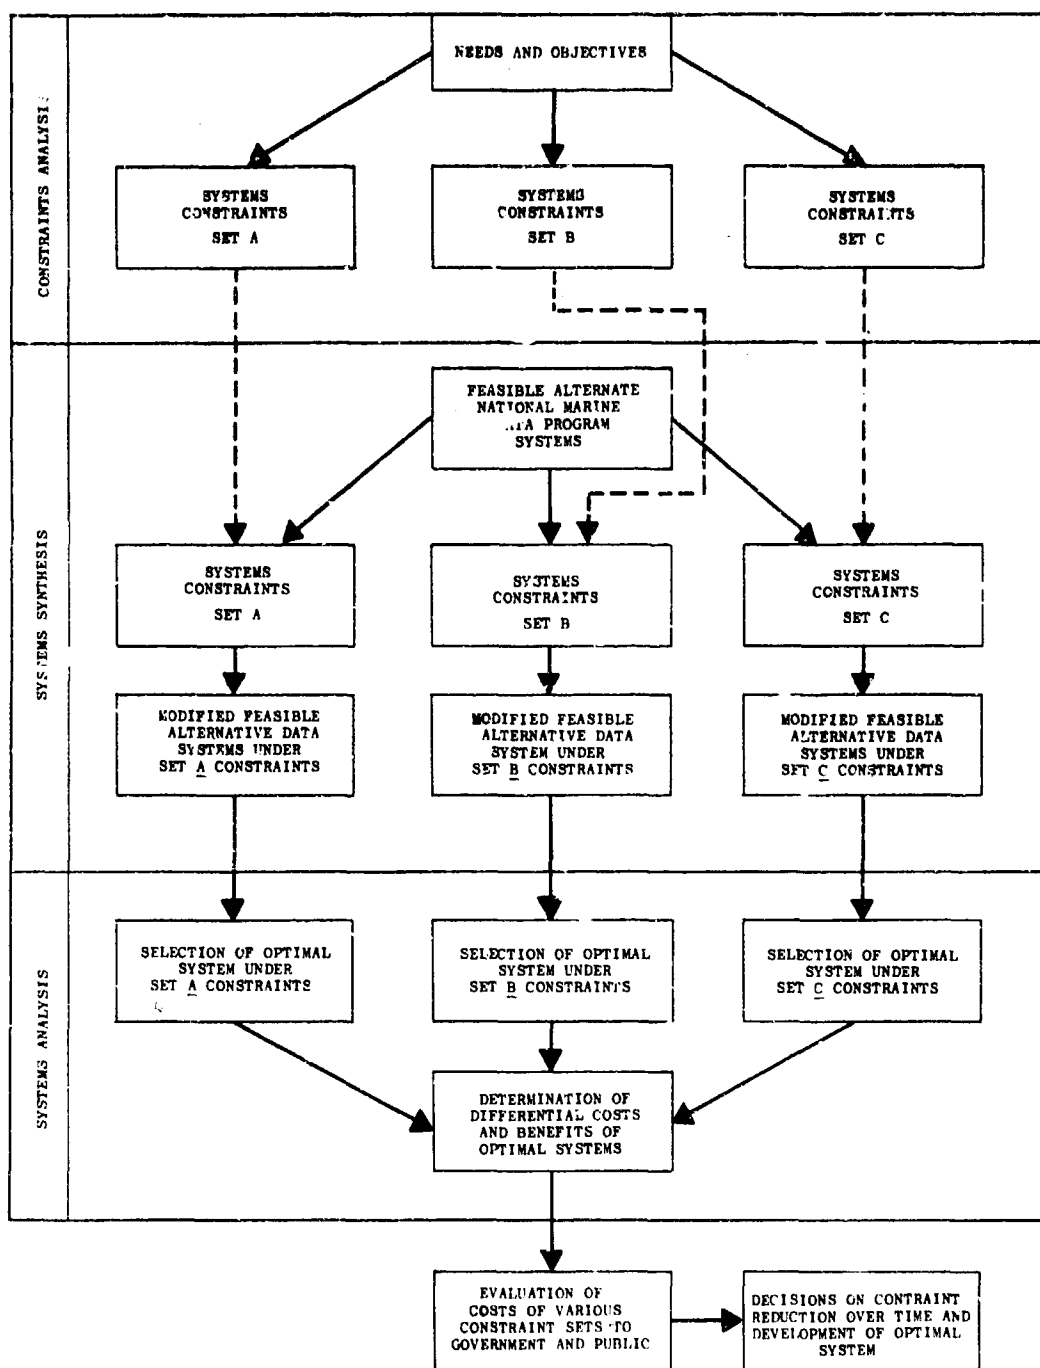 CONSTRAINTS ANALYSIS
NEEDS AND OBJECTIVES
SYSTEMS
CONSTRAINTS
SET A
SYSTEMS
CONSTRAINTS
SET B
SYSTEMS
CONSTRAINTS
SET C
SYSTEMS SYNTHESIS
FEASIBLE ALTERNATE
NATIONAL MARINE
PROGRAM
SYSTEMS
SYSTEMS
CONSTRAINTS
SET A
SYSTEMS
CONSTRAINTS
SET B
SYSTEMS
CONSTRAINTS
SET C
MODIFIED FEASIBLE
ALTERNATIVE DATA
SYSTEMS UNDER
SET A CONSTRAINTS
MODIFIED FEASIBLE
ALTERNATIVE DATA
SYSTEM UNDER
SET B CONSTRAINTS
MODIFIED FEASIBLE
ALTERNATIVE DATA
SYSTEMS UNDER
SET C CONSTRAINTS
SYSTEMS ANALYSIS
SELECTION OF OPTIMAL
SYSTEM UNDER
SET A CONSTRAINTS
SELECTION OF OPTIMAL
SYSTEM UNDER
SET B CONSTRAINTS
SELECTION OF OPTIMAL
SYSTEM UNDER
SET C CONSTRAINTS
DETERMINATION OF
DIFFERENTIAL COSTS
AND BENEFITS OF
OPTIMAL SYSTEMS
EVALUATION OF
COSTS OF VARIOUS
CONSTRAINT SETS TO
GOVERNMENT AND PUBLIC
DECISIONS ON CONTRAINT
REDUCTION OVER TIME AND
DEVELOPMENT OF OPTIMAL
SYSTEM